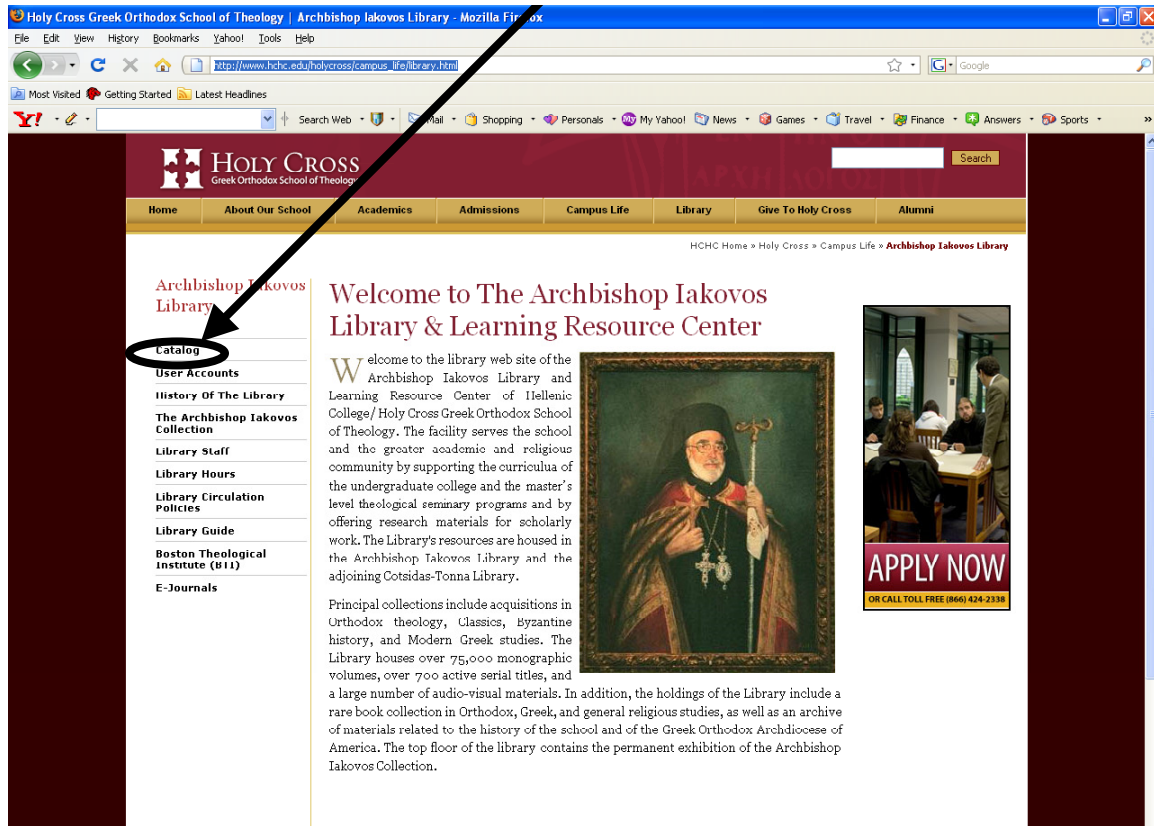 Holy Cross Greek Orthodox School of Theology | Archbishop Iakovos Library - Mozilla Firefox
File Edit View History Bookmarks Yahoo! Tools Help
http://www.hchc.edu/holycross/campus_life/library.html
Google
Most Visited Getting Started Latest Headlines
Y! Search Web Mail Shopping Personals My Yahoo! News Games Travel Finance Answers Sports »
HOLY CROSS
Greek Orthodox School of Theology
Search
ΑΡΧΗ ΛΟΓΟΣ
Home About Our School Academics Admissions Campus Life Library Give To Holy Cross Alumni
HCHC Home » Holy Cross » Campus Life » Archbishop Iakovos Library
Archbishop Iakovos
Library
Catalog
User Accounts
History Of The Library
The Archbishop Iakovos
Collection
Library Staff
Library Hours
Library Circulation
Policies
Library Guide
Boston Theological
Institute (BTI)
E-Journals
Welcome to The Archbishop Iakovos
Library & Learning Resource Center
Welcome to the library web site of the
Archbishop Iakovos Library and
Learning Resource Center of Hellenic
College/ Holy Cross Greek Orthodox School
of Theology. The facility serves the school
and the greater academic and religious
community by supporting the curriculua of
the undergraduate college and the master's
level theological seminary programs and by
offering research materials for scholarly
work. The Library's resources are housed in
the Archbishop Iakovos Library and the
adjoining Cotsidas-Tonna Library.
Principal collections include acquisitions in
Orthodox theology, Classics, Byzantine
history, and Modern Greek studies. The
Library houses over 75,000 monographic
volumes, over 700 active serial titles, and
a large number of audio-visual materials. In addition, the holdings of the Library include a
rare book collection in Orthodox, Greek, and general religious studies, as well as an archive
of materials related to the history of the school and of the Greek Orthodox Archdiocese of
America. The top floor of the library contains the permanent exhibition of the Archbishop
Iakovos Collection.
APPLY NOW
OR CALL TOLL FREE (866) 424-2338